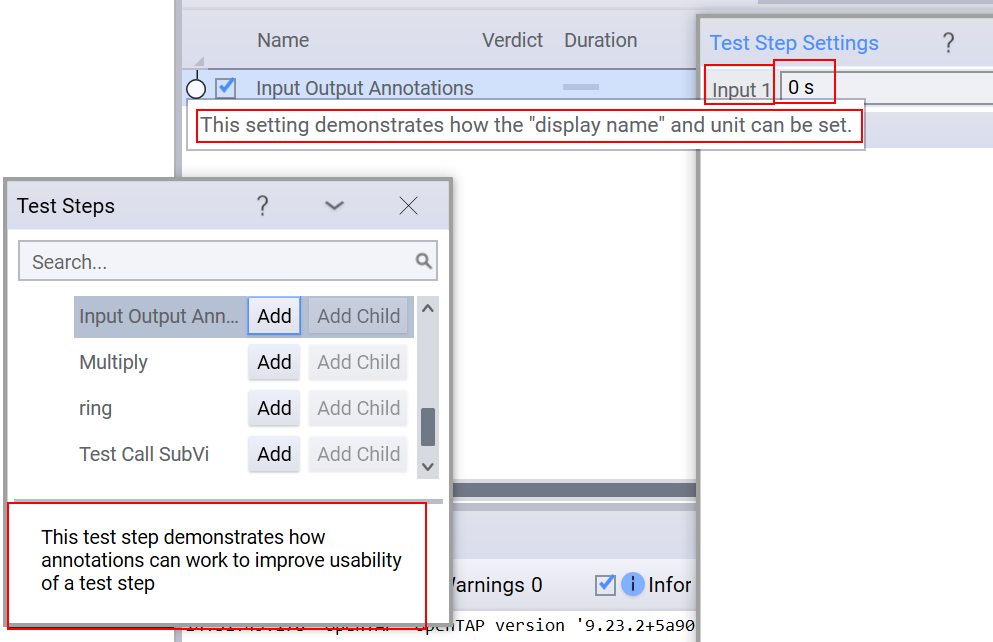 Name Verdict Duration
Test Step Settings ?
Input Output Annotations
Input 1 0 s
This setting demonstrates how the "display name" and unit can be set.
Test Steps ?
Search...
Input Output Ann... Add Add Child
Multiply Add Add Child
ring Add Add Child
Test Call SubVi Add Add Child
This test step demonstrates how
annotations can work to improve usability
of a test step
Warnings 0 i Infor
OpenTAP version '9.23.2+5a90